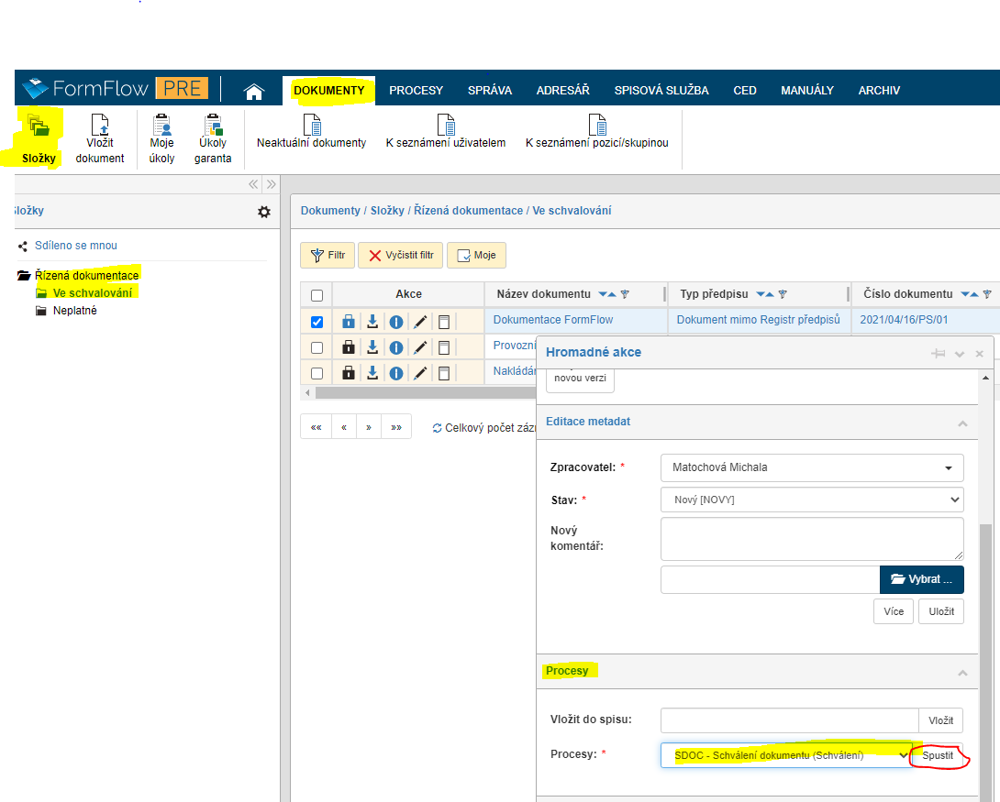 FormFlow PRE
DOKUMENTY PROCESY SPRÁVA ADRESÁŘ SPISOVÁ SLUŽBA CED MANUÁLY ARCHIV
Složky
Vložit
dokument
Moje
úkoly
Úkoly
garanta
Neaktuální dokumenty
K seznámení uživatelem
K seznámení pozicí/skupinou
ložky
Sdíleno se mnou
Řízená dokumentace
Ve schvalování
Neplatné
Dokumenty / Složky / Řízená dokumentace / Ve schvalování
Filtr Vyčistit filtr Moje
Akce Název dokumentu Typ předpisu Číslo dokumentu
Dokumentace FormFlow Dokument mimo Registr předpisů 2021/04/16/PS/01
Provozní
Nakládán
«« « » »» Celkový počet zázn
Hromadné akce
novou verzi
Editace metadat
Zpracovatel: * Matochová Michala
Stav: * Nový [NOVY]
Nový
komentář:
Vybrat ...
Více Uložit
Procesy
Vložit do spisu: Vložit
Procesy: * SDOC - Schválení dokumentu (Schválení) Spustit